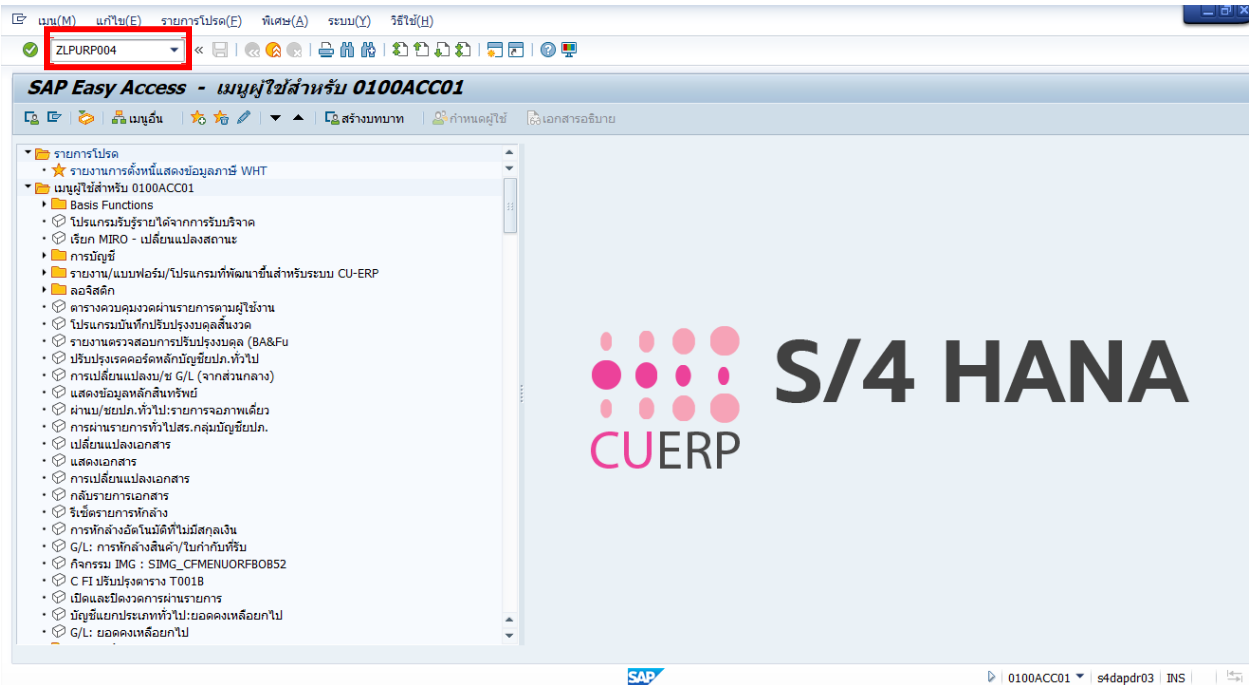 เมนู(M) แก้ไข(E) รายการโปรด(F) พิเศษ(A) ระบบ(Y) วิธีใช้(H)
ZLPURP004
SAP Easy Access - เมนูผู้ใช้สำหรับ 0100ACC01
เมนูอื่น สร้างบทบาท กำหนดผู้ใช้ เอกสารอธิบาย
รายการโปรด
รายงานการตั้งหนี้แสดงข้อมูลภาษี WHT
เมนูผู้ใช้สำหรับ 0100ACC01
Basis Functions
โปรแกรมรับรู้รายได้จากการรับบริจาค
เรียก MIRO - เปลี่ยนแปลงสถานะ
การบัญชี
รายงาน/แบบฟอร์ม/โปรแกรมที่พัฒนาขึ้นสำหรับระบบ CU-ERP
ลอจิสติก
ตารางควบคุมงวดผ่านรายการตามผู้ใช้งาน
โปรแกรมบันทึกปรับปรุงงบดุลสิ้นงวด
รายงานตรวจสอบการปรับปรุงงบดุล (BA&Fu
ปรับปรุงเรคคอร์ดหลักบัญชียปภ.ทั่วไป
การเปลี่ยนแปลงบ/ช G/L (จากส่วนกลาง)
แสดงข้อมูลหลักสินทรัพย์
ผ่านบ/ชยปภ.ทั่วไป:รายการจอภาพเดี่ยว
การผ่านรายการทั่วไปสร.กลุ่มบัญชียปภ.
เปลี่ยนแปลงเอกสาร
แสดงเอกสาร
การเปลี่ยนแปลงเอกสาร
กลับรายการเอกสาร
รีเซ็ตรายการหักล้าง
การหักล้างอัตโนมัติที่ไม่มีสกุลเงิน
G/L: การหักล้างสินค้า/ใบกำกับที่รับ
กิจกรรม IMG : SIMG_CFMENUORFBOB52
C FI ปรับปรุงตาราง T001B
เปิดและปิดงวดการผ่านรายการ
บัญชีแยกประเภททั่วไป:ยอดคงเหลือยกไป
G/L: ยอดคงเหลือยกไป
S/4 HANA
CUERP
SAP
0100ACC01 s4dapdr03 INS